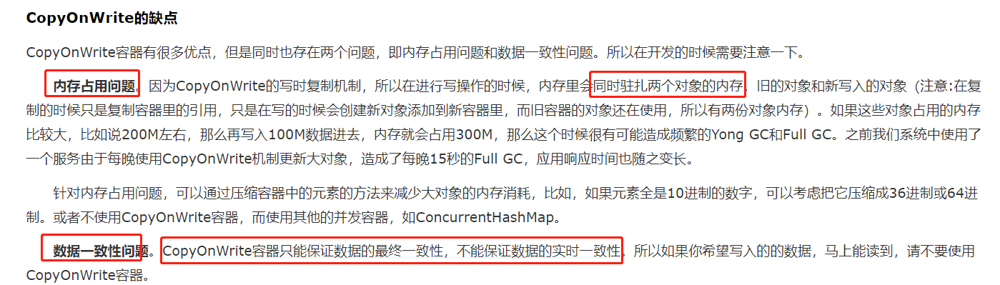 CopyOnWrite的缺点
CopyOnWrite容器有很多优点，但是同时也存在两个问题，即内存占用问题和数据一致性问题。所以在开发的时候需要注意一下。
内存占用问题。因为CopyOnWrite的写时复制机制，所以在进行写操作的时候，内存里会同时驻扎两个对象的内存，旧的对象和新写入的对象（注意:在复
制的时候只是复制容器里的引用，只是在写的时候会创建新对象添加到新容器里，而旧容器的对象还在使用，所以有两份对象内存）。如果这些对象占用的内存
比较大，比如说200M左右，那么再写入100M数据进去，内存就会占用300M，那么这个时候很有可能造成频繁的Yong GC和Full GC。之前我们系统中使用了
一个服务由于每晚使用CopyOnWrite机制更新大对象，造成了每晚15秒的Full GC，应用响应时间也随之变长。
针对内存占用问题，可以通过压缩容器中的元素的方法来减少大对象的内存消耗，比如，如果元素全是10进制的数字，可以考虑把它压缩成36进制或64进
制。或者不使用CopyOnWrite容器，而使用其他的并发容器，如ConcurrentHashMap。
数据一致性问题。CopyOnWrite容器只能保证数据的最终一致性，不能保证数据的实时一致性。所以如果你希望写入的的数据，马上能读到，请不要使用
CopyOnWrite容器。